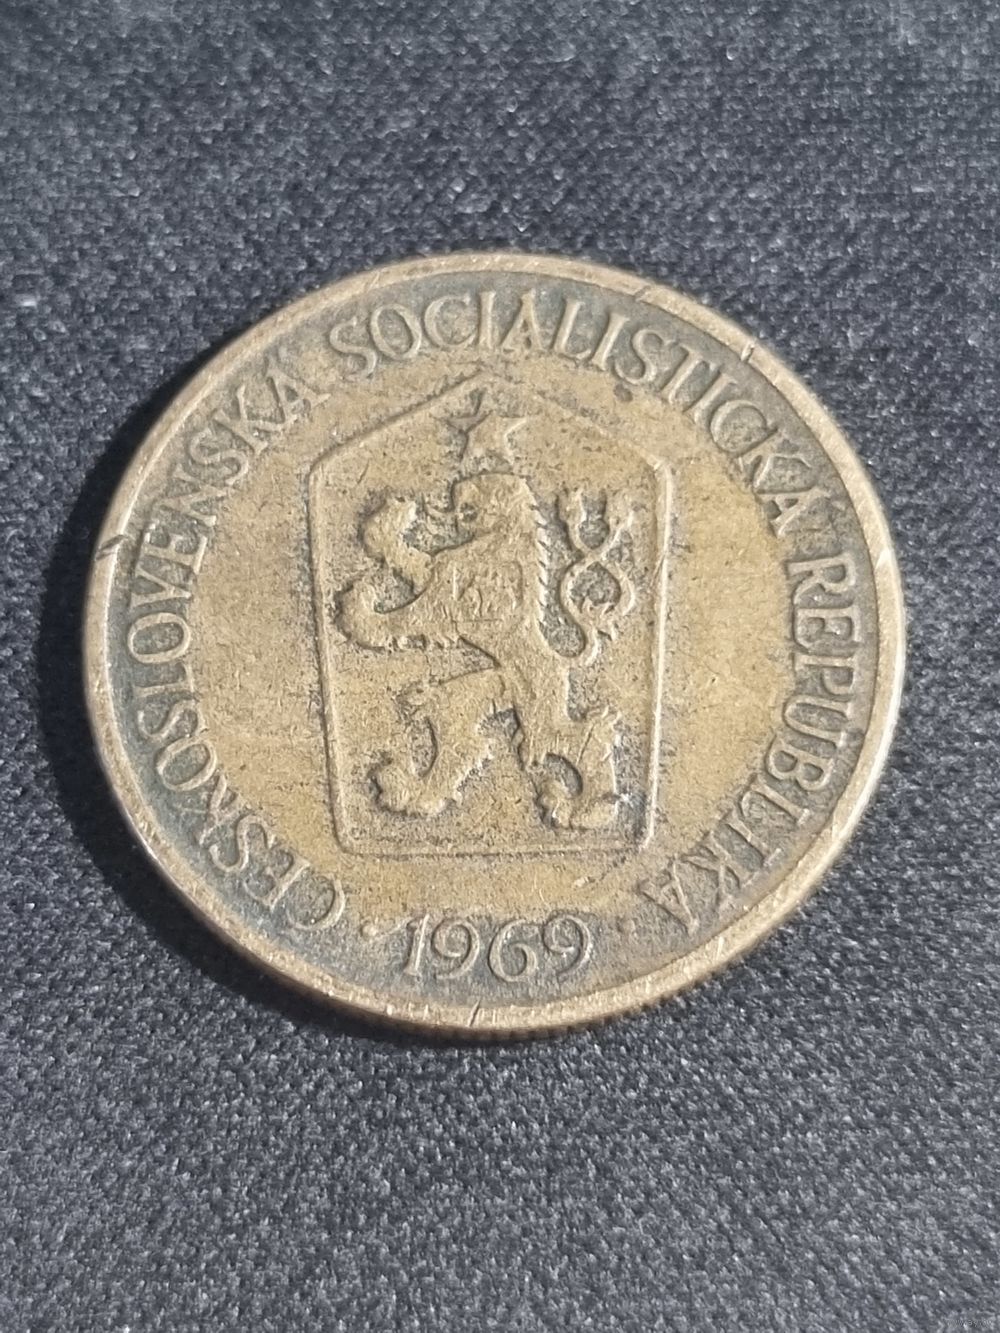 ČESKOSLOVENSKÁ SOCIALISTICKÁ REPUBLIKA
· 1969 ·